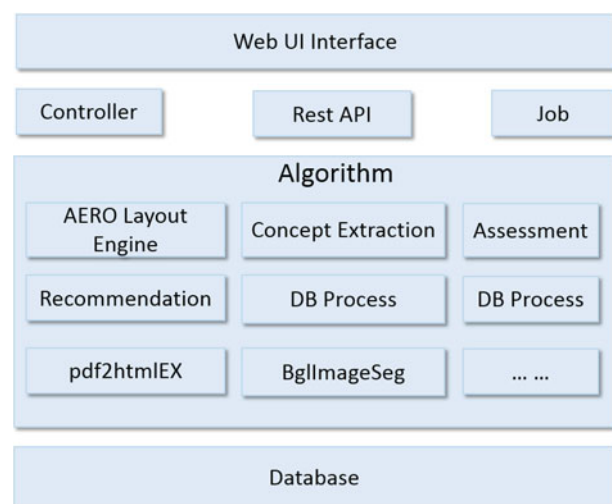 Web UI Interface
Controller
Rest API
Job
Algorithm
AERO Layout
Engine
Concept Extraction
Assessment
Recommendation
DB Process
DB Process
pdf2htmlEX
BglImageSeg
... ...
Database